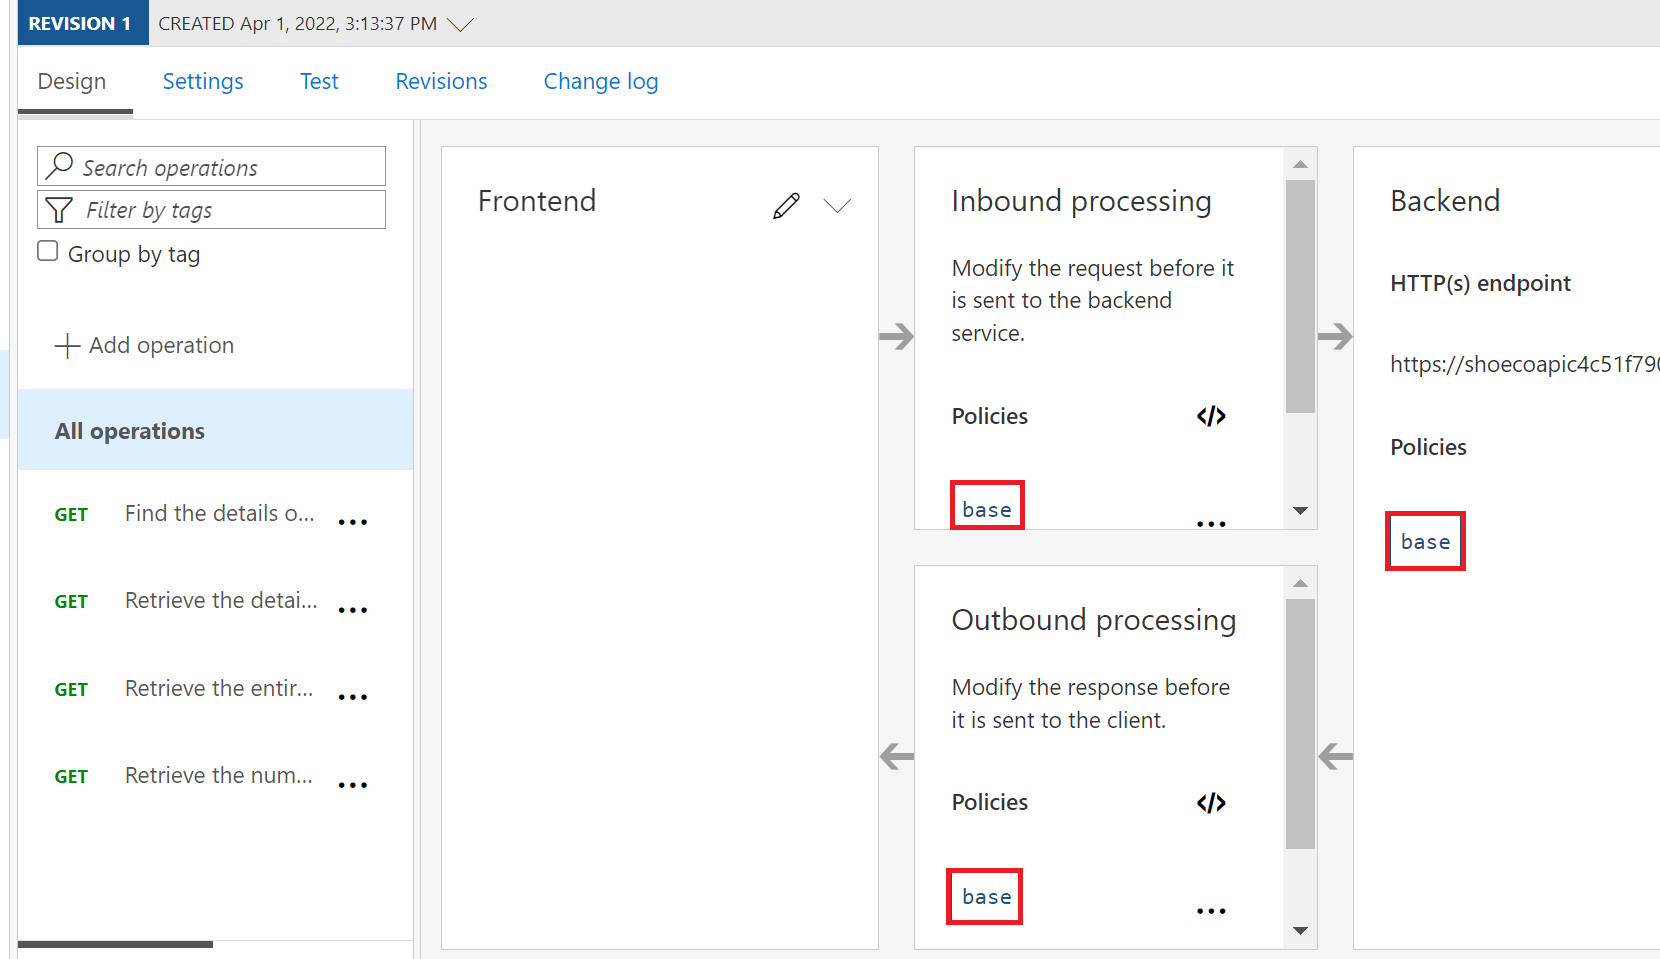 REVISION 1 CREATED Apr 1, 2022, 3:13:37 PM
Design Settings Test Revisions Change log
Search operations
Filter by tags
Group by tag
Add operation
All operations
GET Find the details o... ...
GET Retrieve the detai... ...
GET Retrieve the entir... ...
GET Retrieve the num... ...
Frontend
Inbound processing
Modify the request before it
is sent to the backend
service.
Policies </>
base ...
Outbound processing
Modify the response before
it is sent to the client.
Policies </>
base ...
Backend
HTTP(s) endpoint
https://shoecoapic4c51f790
Policies
base